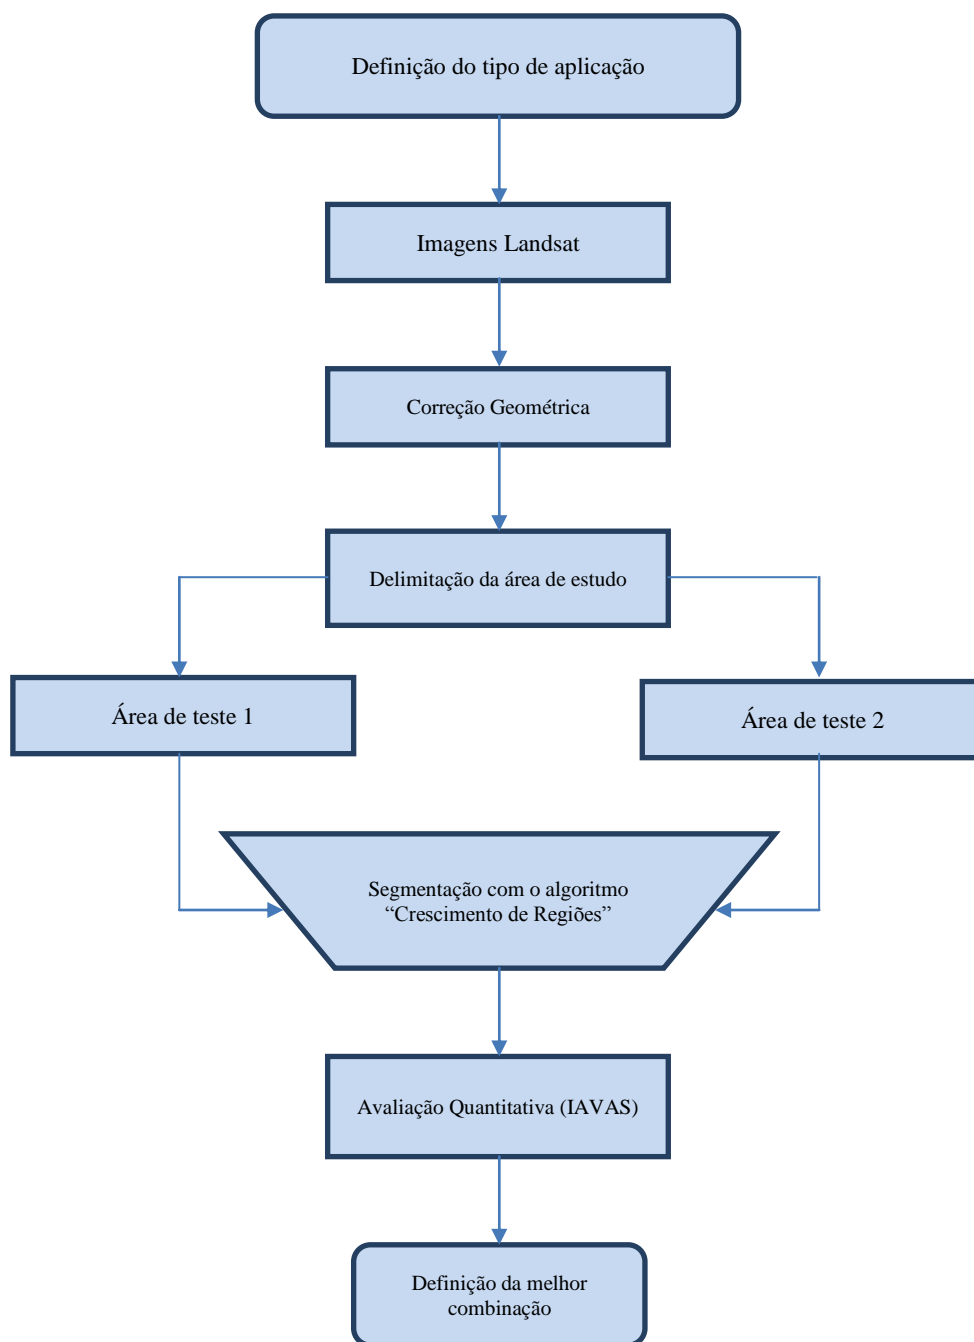 Definição do tipo de aplicação
Imagens Landsat
Correção Geométrica
Delimitação da área de estudo
Área de teste 1
Área de teste 2
Segmentação com o algoritmo
“Crescimento de Regiões”
Avaliação Quantitativa (IAVAS)
Definição da melhor
combinação